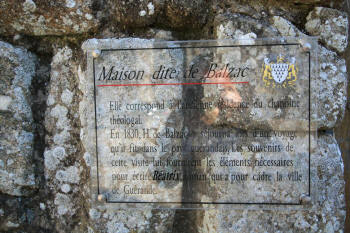 Maison dite de Balzac
Elle correspond à l'ancienne résidence du chanoine
théologal.
En 1830, H. de Balzac y séjourna lors d'un voyage
qu'il fit dans le pays guérandais. Les souvenirs de
cette visite lui fournirent les éléments nécessaires
pour écrire Béatrix, roman qui a pour cadre la ville
de Guérande.